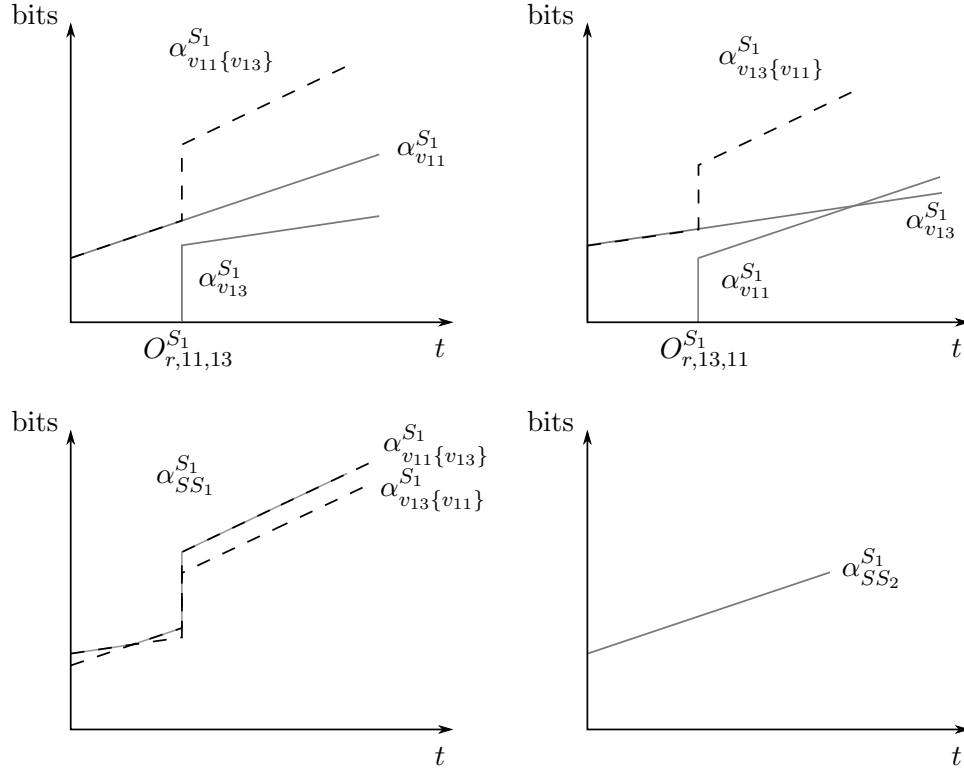 bits
α^{S_1}_{v_{11}\{v_{13}\}}
α^{S_1}_{v_{11}}
α^{S_1}_{v_{13}}
O^{S_1}_{r,11,13}
t
bits
α^{S_1}_{v_{13}\{v_{11}\}}
α^{S_1}_{v_{13}}
α^{S_1}_{v_{11}}
O^{S_1}_{r,13,11}
t
bits
α^{S_1}_{SS_1}
α^{S_1}_{v_{11}\{v_{13}\}}
α^{S_1}_{v_{13}\{v_{11}\}}
t
bits
α^{S_1}_{SS_2}
t